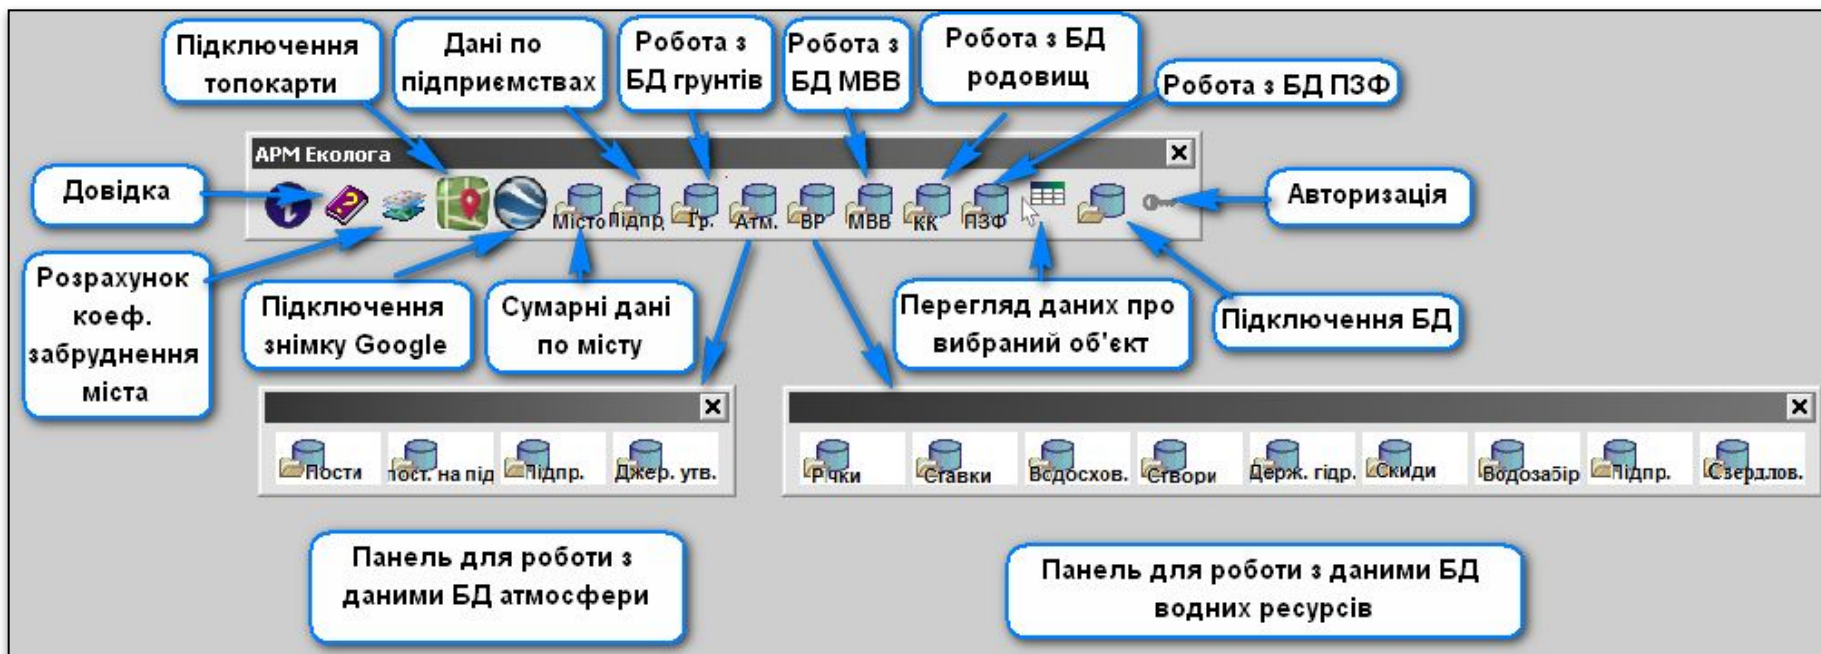 Підключення
топокарти
Дані по
підприємствах
Робота з
БД грунтів
Робота з
БД МВВ
Робота з БД
родовищ
Робота з БД ПЗФ
АРМ Еколога
Довідка
Місто
Підпр.
Ґр.
Атм.
ВР
МВВ
КК
ПЗФ
Авторизація
Розрахунок
коеф.
забруднення
міста
Підключення
знімку Google
Сумарні дані
по місту
Перегляд даних про
вибраний об'єкт
Підключення БД
Пости
пост. на під
Підпр.
Джер. утв.
Річки
Ставки
Водосхов.
Створи
Держ. гідр.
Скиди
Водозабір
Підпр.
Свердлов.
Панель для роботи з
даними БД атмосфери
Панель для роботи з даними БД
водних ресурсів